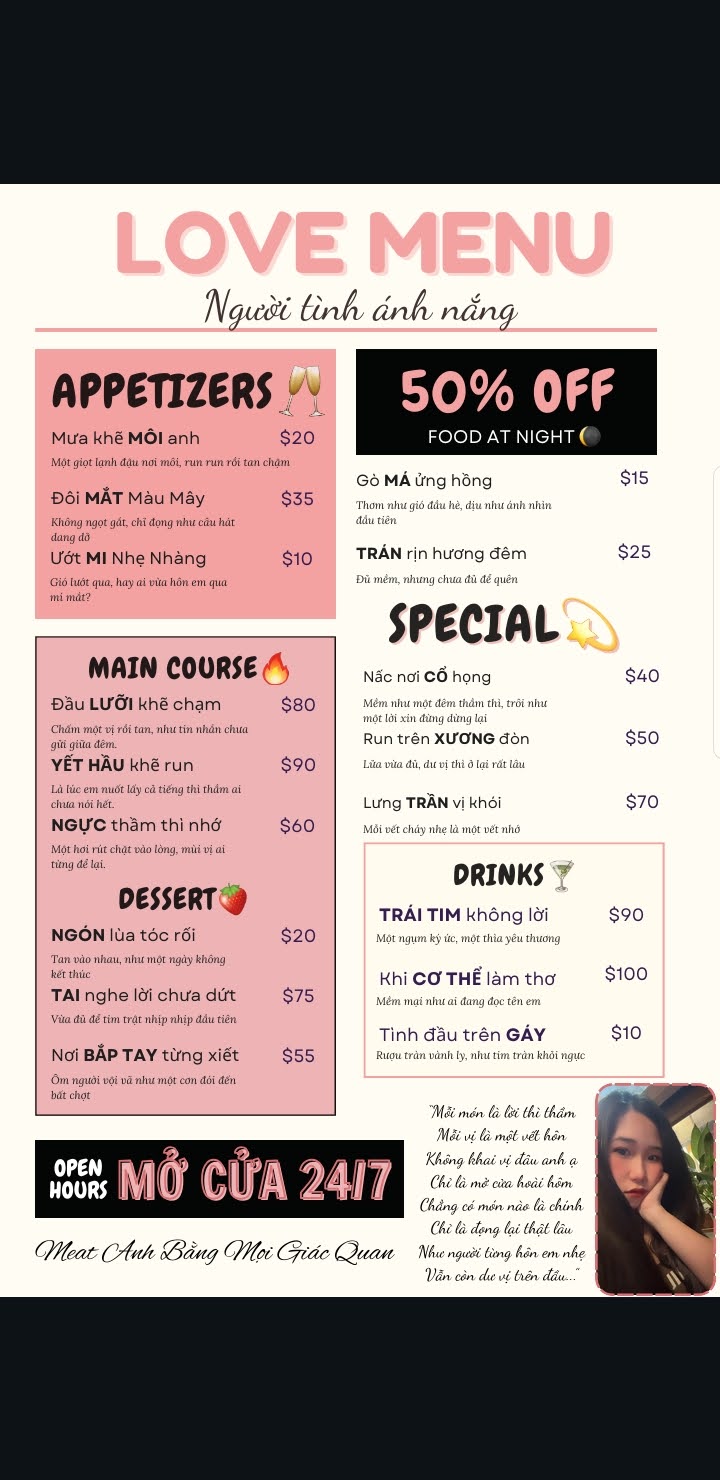 LOVE MENU
Người tình ánh nắng
APPETIZERS
Mưa khẽ MÔI anh $20
Một giọt lạnh đậu nơi môi, run run rồi tan chậm
Đôi MẮT Màu Mây $35
Không ngọt gắt, chỉ đọng như câu hát
dang dở
Ướt MI Nhẹ Nhàng $10
Gió lướt qua, hay ai vừa hôn em qua
mi mắt?
MAIN COURSE
Đầu LƯỠI khẽ chạm $80
Chấm một vị rồi tan, như tin nhắn chưa
gửi giữa đêm.
YẾT HẦU khẽ run $90
Là lúc em nuốt lấy cả tiếng thì thầm ai
chưa nói hết.
NGỰC thầm thì nhớ $60
Một hơi rút chặt vào lòng, mùi vị ai
từng để lại.
DESSERT
NGÓN lùa tóc rối $20
Tan vào nhau, như một ngày không
kết thúc
TAI nghe lời chưa dứt $75
Vừa đủ để tim trật nhịp nhịp đầu tiên
Nơi BẮP TAY từng xiết $55
Ôm người vội vã như một cơn đói đến
bất chợt
50% OFF
FOOD AT NIGHT
Gò MÁ ửng hồng $15
Thơm như gió đầu hè, dịu như ánh nhìn
đầu tiên
TRÁN rịn hương đêm $25
Đủ mềm, nhưng chưa đủ để quên
SPECIAL
Nấc nơi CỔ họng $40
Mềm như một đêm thầm thì, trôi như
một lời xin đừng dừng lại
Run trên XƯƠNG đòn $50
Lửa vừa đủ, dư vị thì ở lại rất lâu
Lưng TRẦN vị khói $70
Mỗi vết cháy nhẹ là một vết nhớ
DRINKS
TRÁI TIM không lời $90
Một ngụm ký ức, một thìa yêu thương
Khi CƠ THỂ làm thơ $100
Mềm mại như ai đang đọc tên em
Tình đầu trên GÁY $10
Rượu tràn vành ly, như tim tràn khỏi ngực
OPEN
HOURS
MỞ CỬA 24/7
Meat Anh Bằng Mọi Giác Quan
"Mỗi món là lời thì thầm
Mỗi vị là một vết hôn
Không khai vị đâu anh ạ
Chỉ là mở cửa hoài hôm
Chẳng có món nào là chính
Chỉ là đọng lại thật lâu
Như người từng hôn em nhẹ
Vẫn còn dư vị trên đầu..."